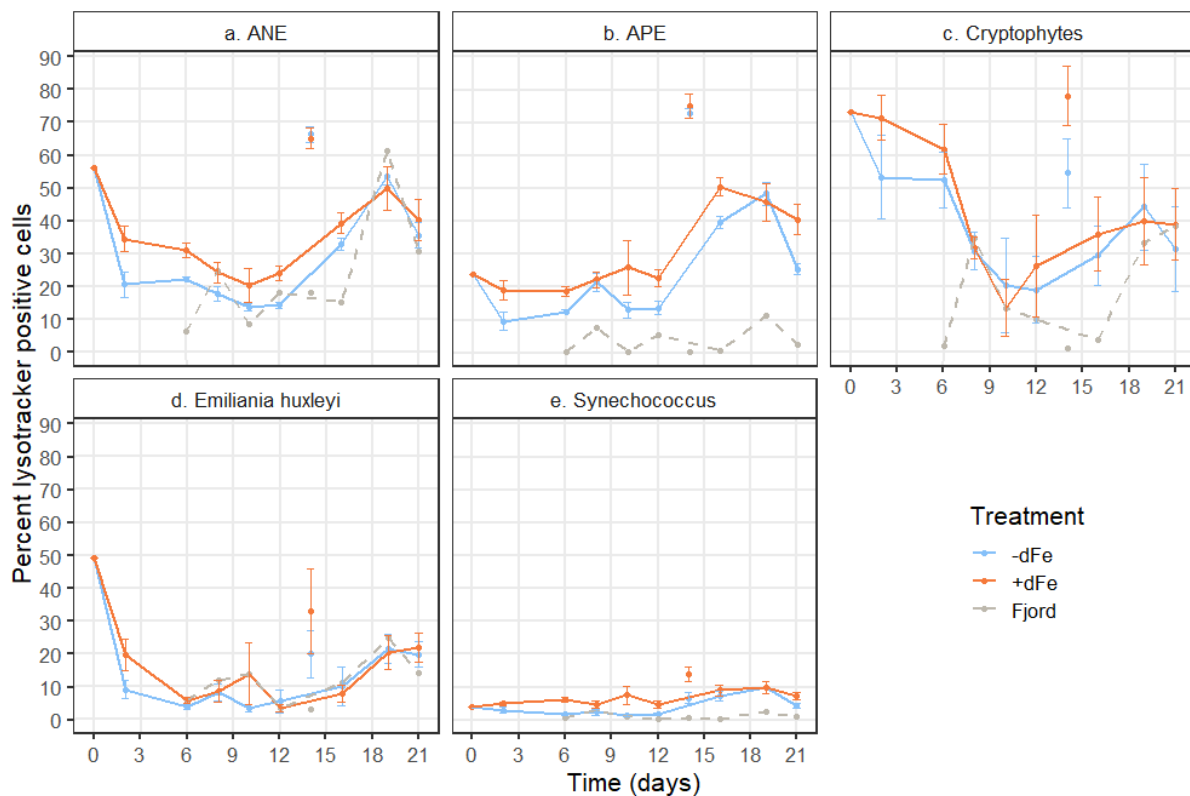 a. ANE
b. APE
c. Cryptophytes
90
80
70
60
50
40
30
20
10
0
0 3 6 9 12 15 18 21
d. Emiliania huxleyi
e. Synechococcus
90
80
70
60
50
40
30
20
10
0
0 3 6 9 12 15 18 21
0 3 6 9 12 15 18 21
Percent lysotracker positive cells
Time (days)
Treatment
-dFe
+dFe
Fjord